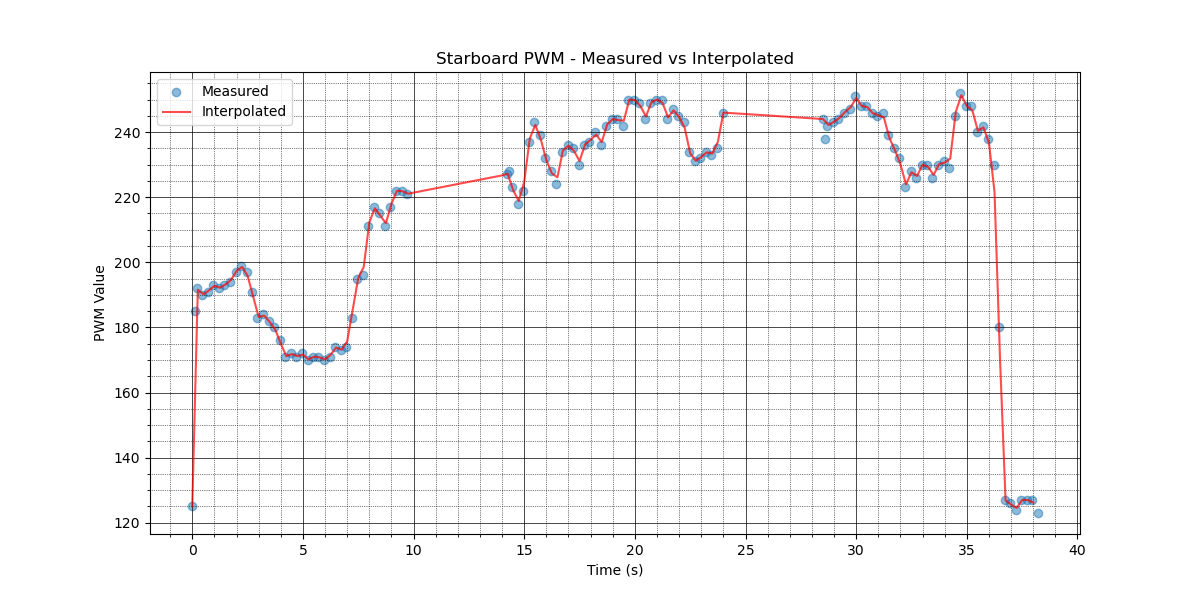 Starboard PWM - Measured vs Interpolated
Measured
Interpolated
PWM Value
240
220
200
180
160
140
120
0 5 10 15 20 25 30 35 40
Time (s)